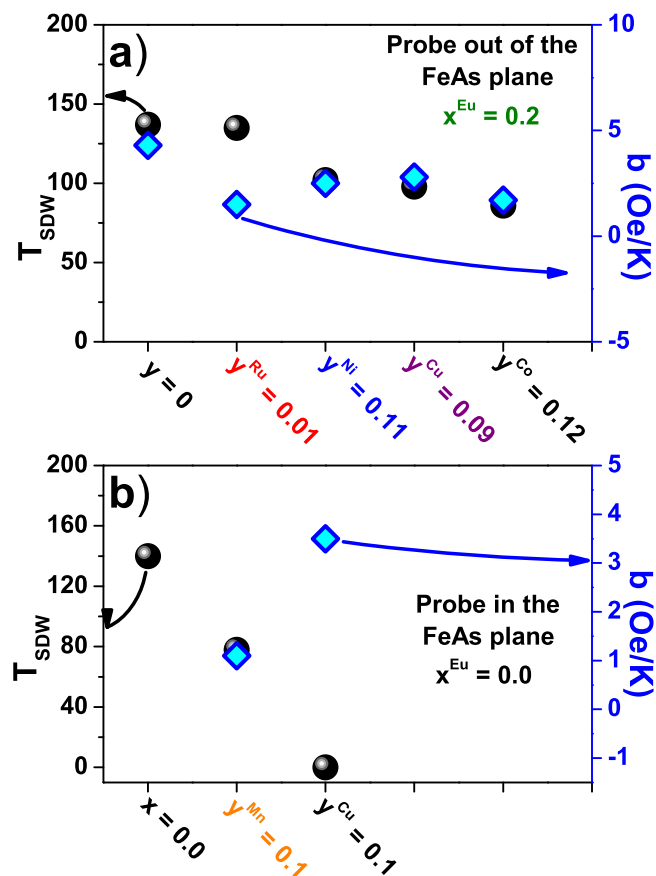 a)
Probe out of the
FeAs plane
x^Eu = 0.2
200
150
100
50
0
T_SDW
10
5
0
-5
b (Oe/K)
y = 0
y^Ru = 0.01
y^Ni = 0.11
y^Cu = 0.09
y^Co = 0.12
b)
200
160
120
80
40
0
T_SDW
5
4
3
2
1
0
-1
b (Oe/K)
Probe in the
FeAs plane
x^Eu = 0.0
x = 0.0
y^Mn = 0.1
y^Cu = 0.1